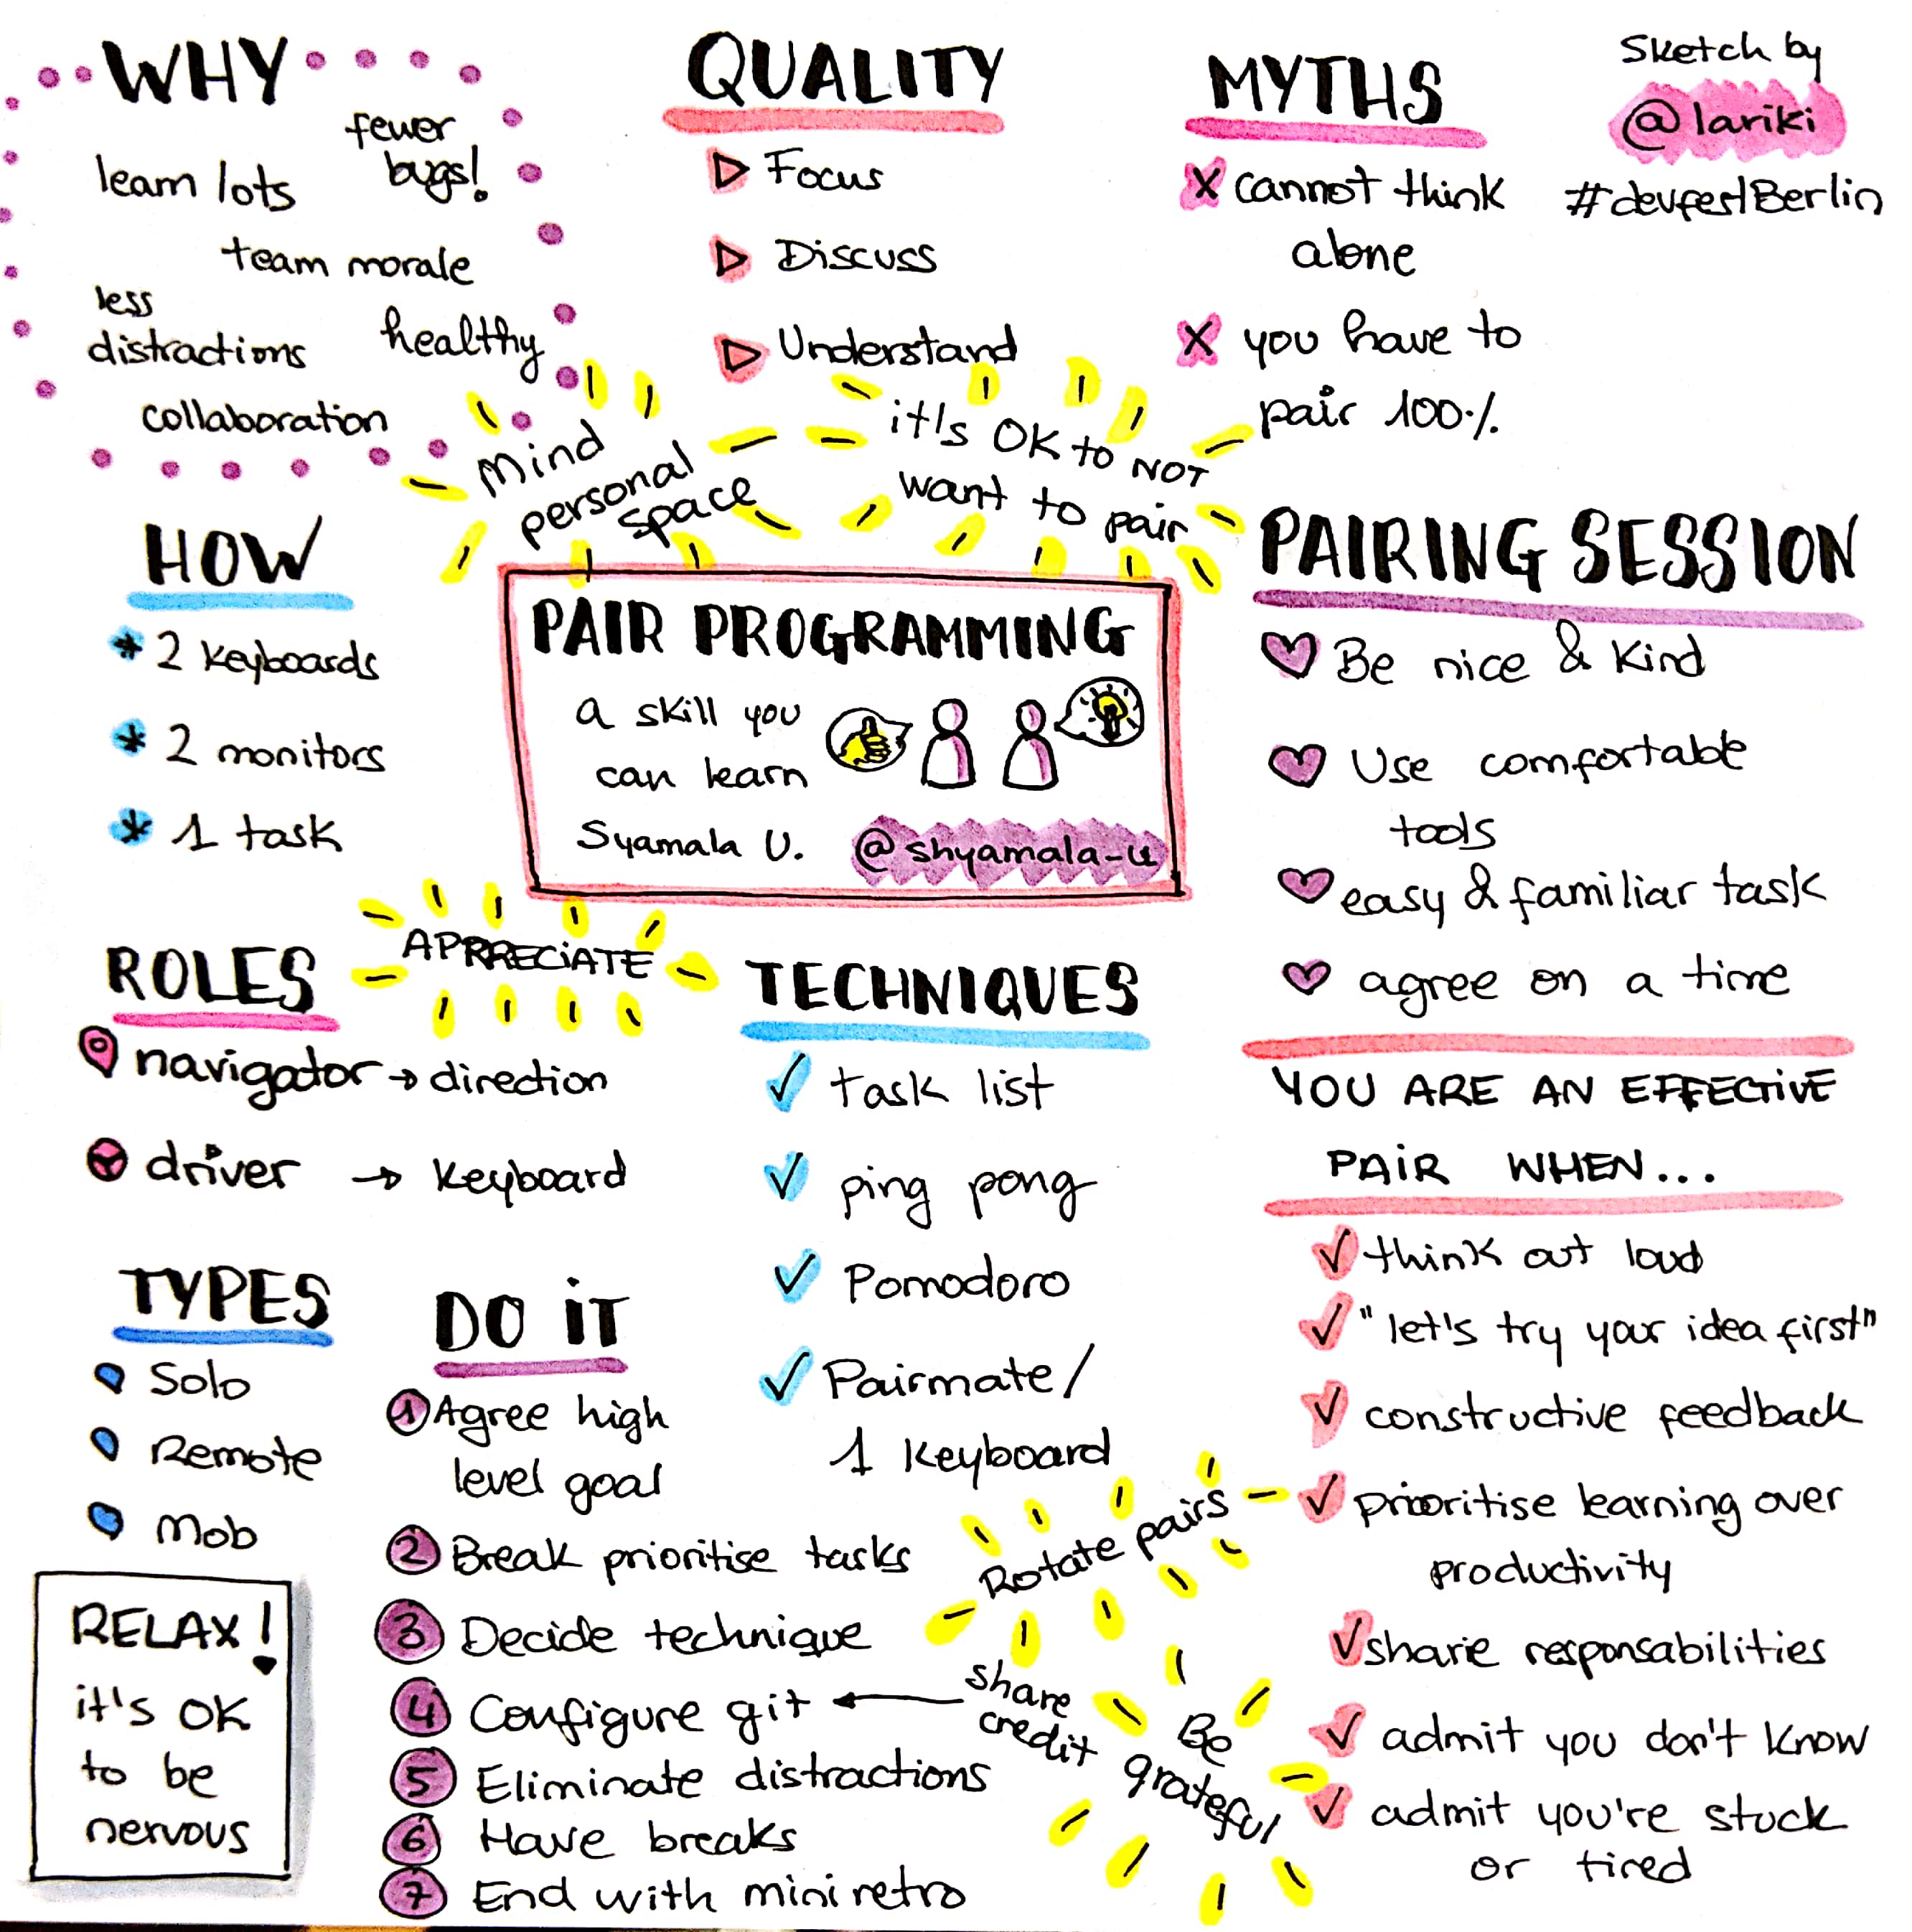 WHY
fewer
bugs!
learn lots
team morale
less
distractions
healthy
collaboration
QUALITY
Focus
Discuss
Understand
MYTHS
x cannot think
alone
x you have to
pair 100%
Sketch by
@lariki
#devfestBerlin
Mind
personal
space
it's OK to NOT
want to pair
HOW
* 2 keyboards
* 2 monitors
* 1 task
PAIR PROGRAMMING
a skill you
can learn
Syamala U. @shyamala-u
PAIRING SESSION
Be nice & kind
Use comfortable
tools
easy & familiar task
agree on a time
APRRECIATE
ROLES
navigator → direction
driver → keyboard
TECHNIQUES
✓ task list
✓ ping pong
✓ Pomodoro
✓ Pairmate/
1 keyboard
YOU ARE AN EFFECTIVE
PAIR WHEN...
✓ think out loud
✓ "let's try your idea first"
✓ constructive feedback
✓ prioritise learning over
productivity
✓ share responsabilities
✓ admit you don't know
✓ admit you're stuck
or tired
TYPES
Solo
Remote
Mob
DO IT
1 Agree high
level goal
2 Break prioritise tasks
3 Decide technique
4 Configure git ←
5 Eliminate distractions
6 Have breaks
7 End with mini retro
Rotate pairs
share
credit
Be
grateful
RELAX!
it's OK
to be
nervous